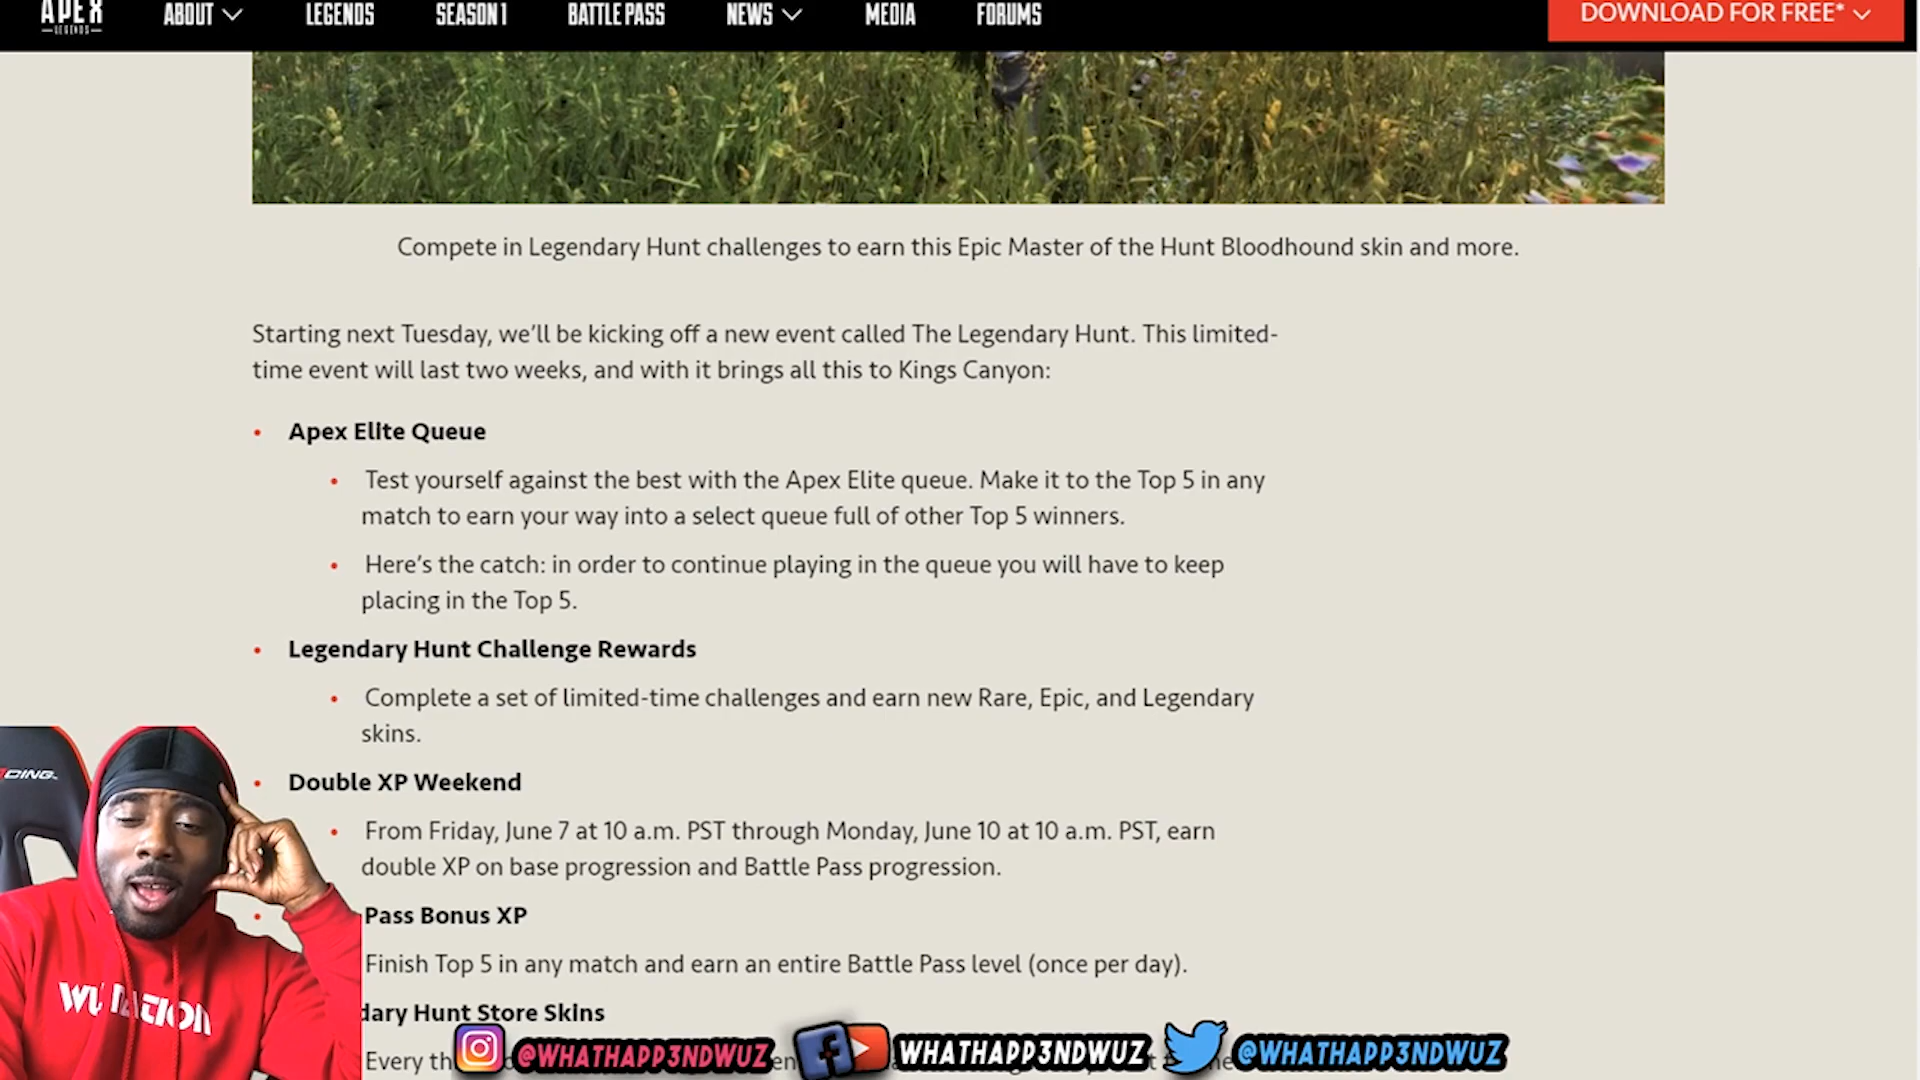 APEX
LEGENDS
ABOUT LEGENDS SEASON 1 BATTLE PASS NEWS MEDIA FORUMS DOWNLOAD FOR FREE*
Compete in Legendary Hunt challenges to earn this Epic Master of the Hunt Bloodhound skin and more.
Starting next Tuesday, we’ll be kicking off a new event called The Legendary Hunt. This limited-
time event will last two weeks, and with it brings all this to Kings Canyon:
• Apex Elite Queue
• Test yourself against the best with the Apex Elite queue. Make it to the Top 5 in any
match to earn your way into a select queue full of other Top 5 winners.
• Here’s the catch: in order to continue playing in the queue you will have to keep
placing in the Top 5.
• Legendary Hunt Challenge Rewards
• Complete a set of limited-time challenges and earn new Rare, Epic, and Legendary
skins.
• Double XP Weekend
• From Friday, June 7 at 10 a.m. PST through Monday, June 10 at 10 a.m. PST, earn
double XP on base progression and Battle Pass progression.
• Pass Bonus XP
Finish Top 5 in any match and earn an entire Battle Pass level (once per day).
dary Hunt Store Skins
Every
@WHATHAPP3NDWUZ WHATHAPP3NDWUZ @WHATHAPP3NDWUZ
WU NATION